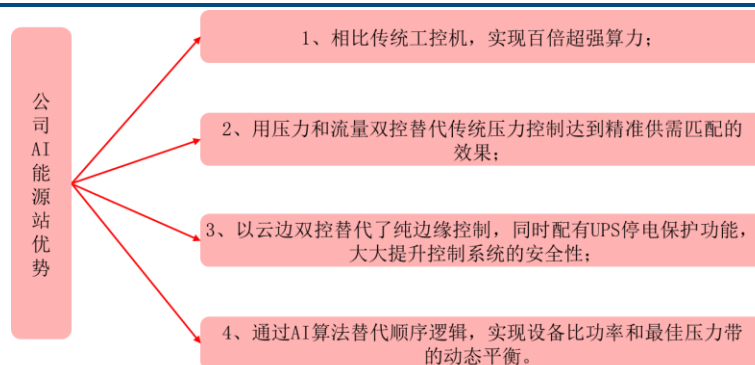 公司AI能源站优势
1、相比传统工控机，实现百倍超强算力；
2、用压力和流量双控替代传统压力控制达到精准供需匹配的
效果；
3、以云边双控替代了纯边缘控制，同时配有UPS停电保护功能，
大大提升控制系统的安全性；
4、通过AI算法替代顺序逻辑，实现设备比功率和最佳压力带
的动态平衡。